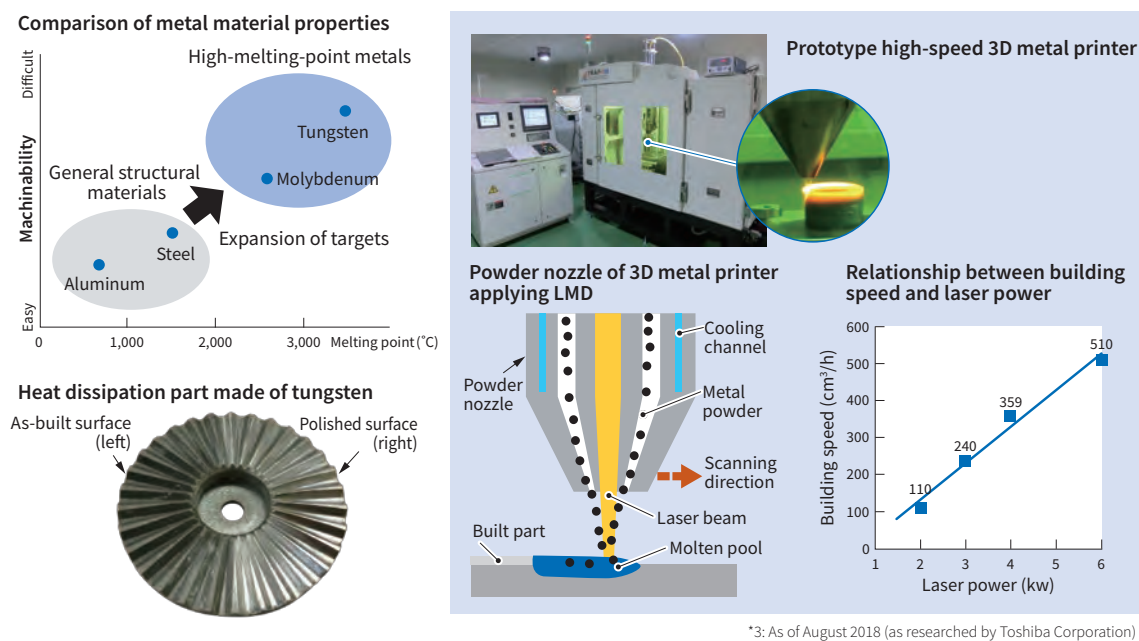 Comparison of metal material properties
High-melting-point metals
Difficult
Machinability
Easy
Tungsten
Molybdenum
General structural
materials
Expansion of targets
Steel
Aluminum
0
1,000
2,000
3,000
Melting point (˚C)
Heat dissipation part made of tungsten
As-built surface
(left)
Polished surface
(right)
Prototype high-speed 3D metal printer
Powder nozzle of 3D metal printer
applying LMD
Cooling
channel
Powder
nozzle
Metal
powder
Scanning
direction
Laser beam
Built part
Molten pool
Relationship between building
speed and laser power
Building speed (cm³/h)
600
500
400
300
200
100
0
110
240
359
510
1
2
3
4
5
6
Laser power (kw)
*3: As of August 2018 (as researched by Toshiba Corporation)